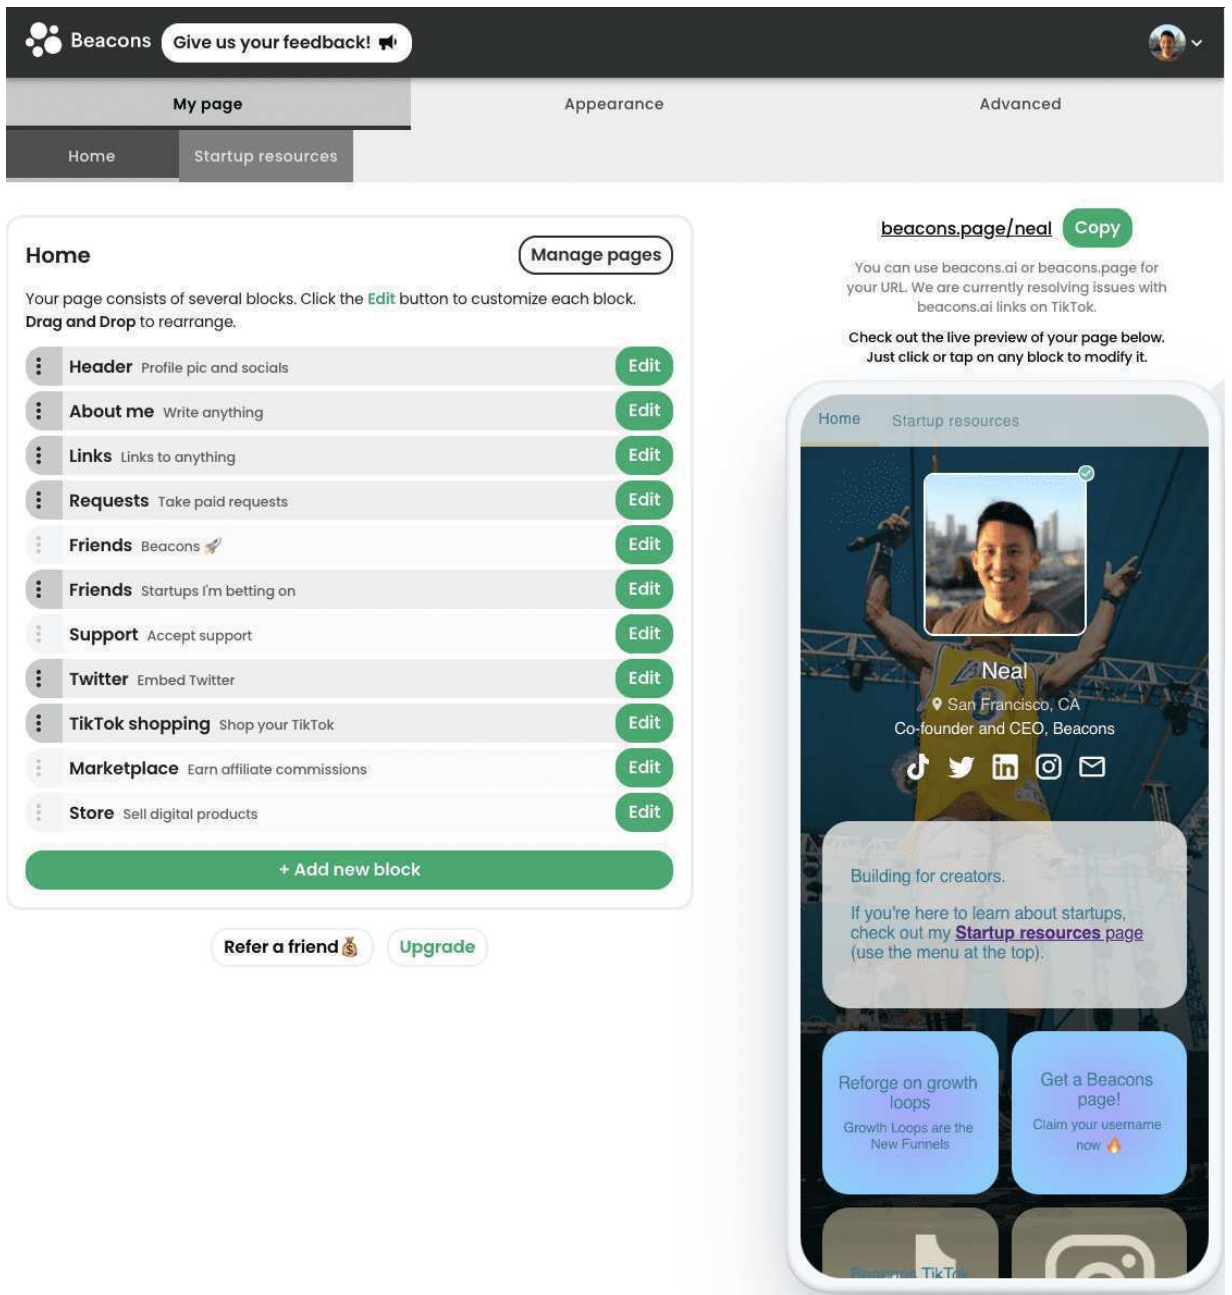 Beacons
Give us your feedback!
My page
Appearance
Advanced
Home
Startup resources
Home
Manage pages
Your page consists of several blocks. Click the Edit button to customize each block.
Drag and Drop to rearrange.
Header Profile pic and socials Edit
About me Write anything Edit
Links Links to anything Edit
Requests Take paid requests Edit
Friends Beacons 🚀 Edit
Friends Startups I'm betting on Edit
Support Accept support Edit
Twitter Embed Twitter Edit
TikTok shopping Shop your TikTok Edit
Marketplace Earn affiliate commissions Edit
Store Sell digital products Edit
+ Add new block
Refer a friend💰
Upgrade
beacons.page/neal
Copy
You can use beacons.ai or beacons.page for
your URL. We are currently resolving issues with
beacons.ai links on TikTok.
Check out the live preview of your page below.
Just click or tap on any block to modify it.
Home
Startup resources
Neal
San Francisco, CA
Co-founder and CEO, Beacons
Building for creators.
If you're here to learn about startups,
check out my Startup resources page
(use the menu at the top).
Reforge on growth
loops
Growth Loops are the
New Funnels
Get a Beacons
page!
Claim your username
now 🔥
Beacons TikTok